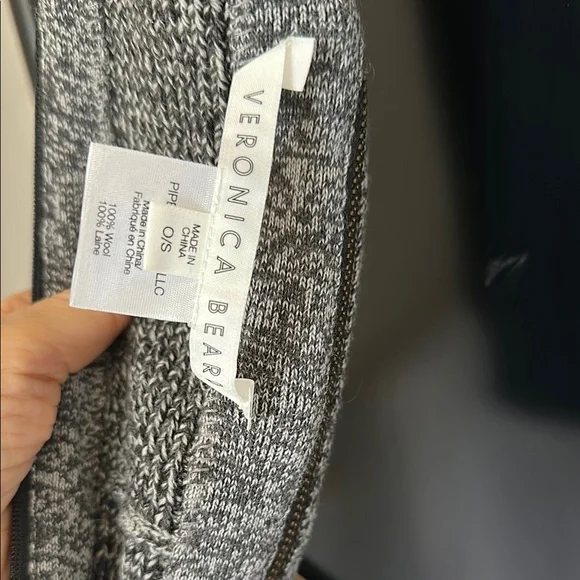 VERONICA BEAR
MADE IN
CHINA
O/S
PIPE
LLC
Made in China/
Fabriqué en Chine
100% Wool
100% Laine